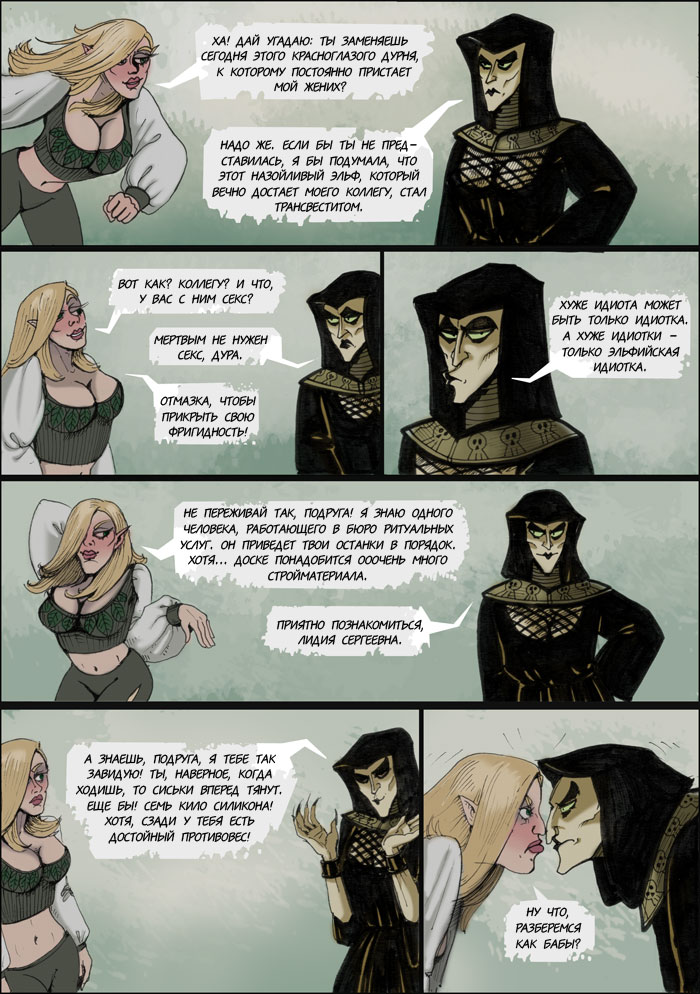 ХА! ДАЙ УГАДАЮ: ТЫ ЗАМЕНЯЕШЬ
СЕГОДНЯ ЭТОГО КРАСНОГЛАЗОГО ДУРНЯ,
К КОТОРОМУ ПОСТОЯННО ПРИСТАЕТ
МОЙ ЖЕНИХ?
НАДО ЖЕ. ЕСЛИ БЫ ТЫ НЕ ПРЕД-
СТАВИЛАСЬ, Я БЫ ПОДУМАЛА, ЧТО
ЭТОТ НАЗОЙЛИВЫЙ ЭЛЬФ, КОТОРЫЙ
ВЕЧНО ДОСТАЕТ МОЕГО КОЛЛЕГУ, СТАЛ
ТРАНСВЕСТИТОМ.
ВОТ КАК? КОЛЛЕГУ? И ЧТО,
У ВАС С НИМ СЕКС?
МЕРТВЫМ НЕ НУЖЕН
СЕКС, ДУРА.
ОТМАЗКА, ЧТОБЫ
ПРИКРЫТЬ СВОЮ
ФРИГИДНОСТЬ!
ХУЖЕ ИДИОТА МОЖЕТ
БЫТЬ ТОЛЬКО ИДИОТКА.
А ХУЖЕ ИДИОТКИ -
ТОЛЬКО ЭЛЬФИЙСКАЯ
ИДИОТКА.
НЕ ПЕРЕЖИВАЙ ТАК, ПОДРУГА! Я ЗНАЮ ОДНОГО
ЧЕЛОВЕКА, РАБОТАЮЩЕГО В БЮРО РИТУАЛЬНЫХ
УСЛУГ. ОН ПРИВЕДЕТ ТВОИ ОСТАНКИ В ПОРЯДОК.
ХОТЯ... ДОСКЕ ПОНАДОБИТСЯ ОООЧЕНЬ МНОГО
СТРОЙМАТЕРИАЛА.
ПРИЯТНО ПОЗНАКОМИТЬСЯ,
ЛИДИЯ СЕРГЕЕВНА.
А ЗНАЕШЬ, ПОДРУГА, Я ТЕБЕ ТАК
ЗАВИДУЮ! ТЫ, НАВЕРНОЕ, КОГДА
ХОДИШЬ, ТО СИСЬКИ ВПЕРЕД ТЯНУТ.
ЕЩЕ БЫ! СЕМЬ КИЛО СИЛИКОНА!
ХОТЯ, СЗАДИ У ТЕБЯ ЕСТЬ
ДОСТОЙНЫЙ ПРОТИВОВЕС!
НУ ЧТО,
РАЗБЕРЕМСЯ
КАК БАБЫ?